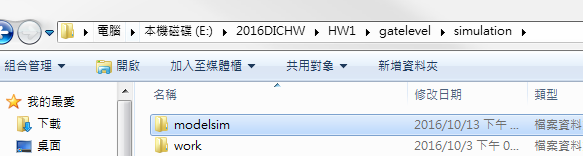 電腦 ▸ 本機磁碟 (E:) ▸ 2016DICHW ▸ HW1 ▸ gatelevel ▸ simulation ▸
組合管理 開啟 加入至媒體櫃 共用對象 新增資料夾
我的最愛 名稱 修改日期 類型
下載 modelsim 2016/10/13 下午 ... 檔案資料
桌面 work 2016/10/3 下午 0... 檔案資料